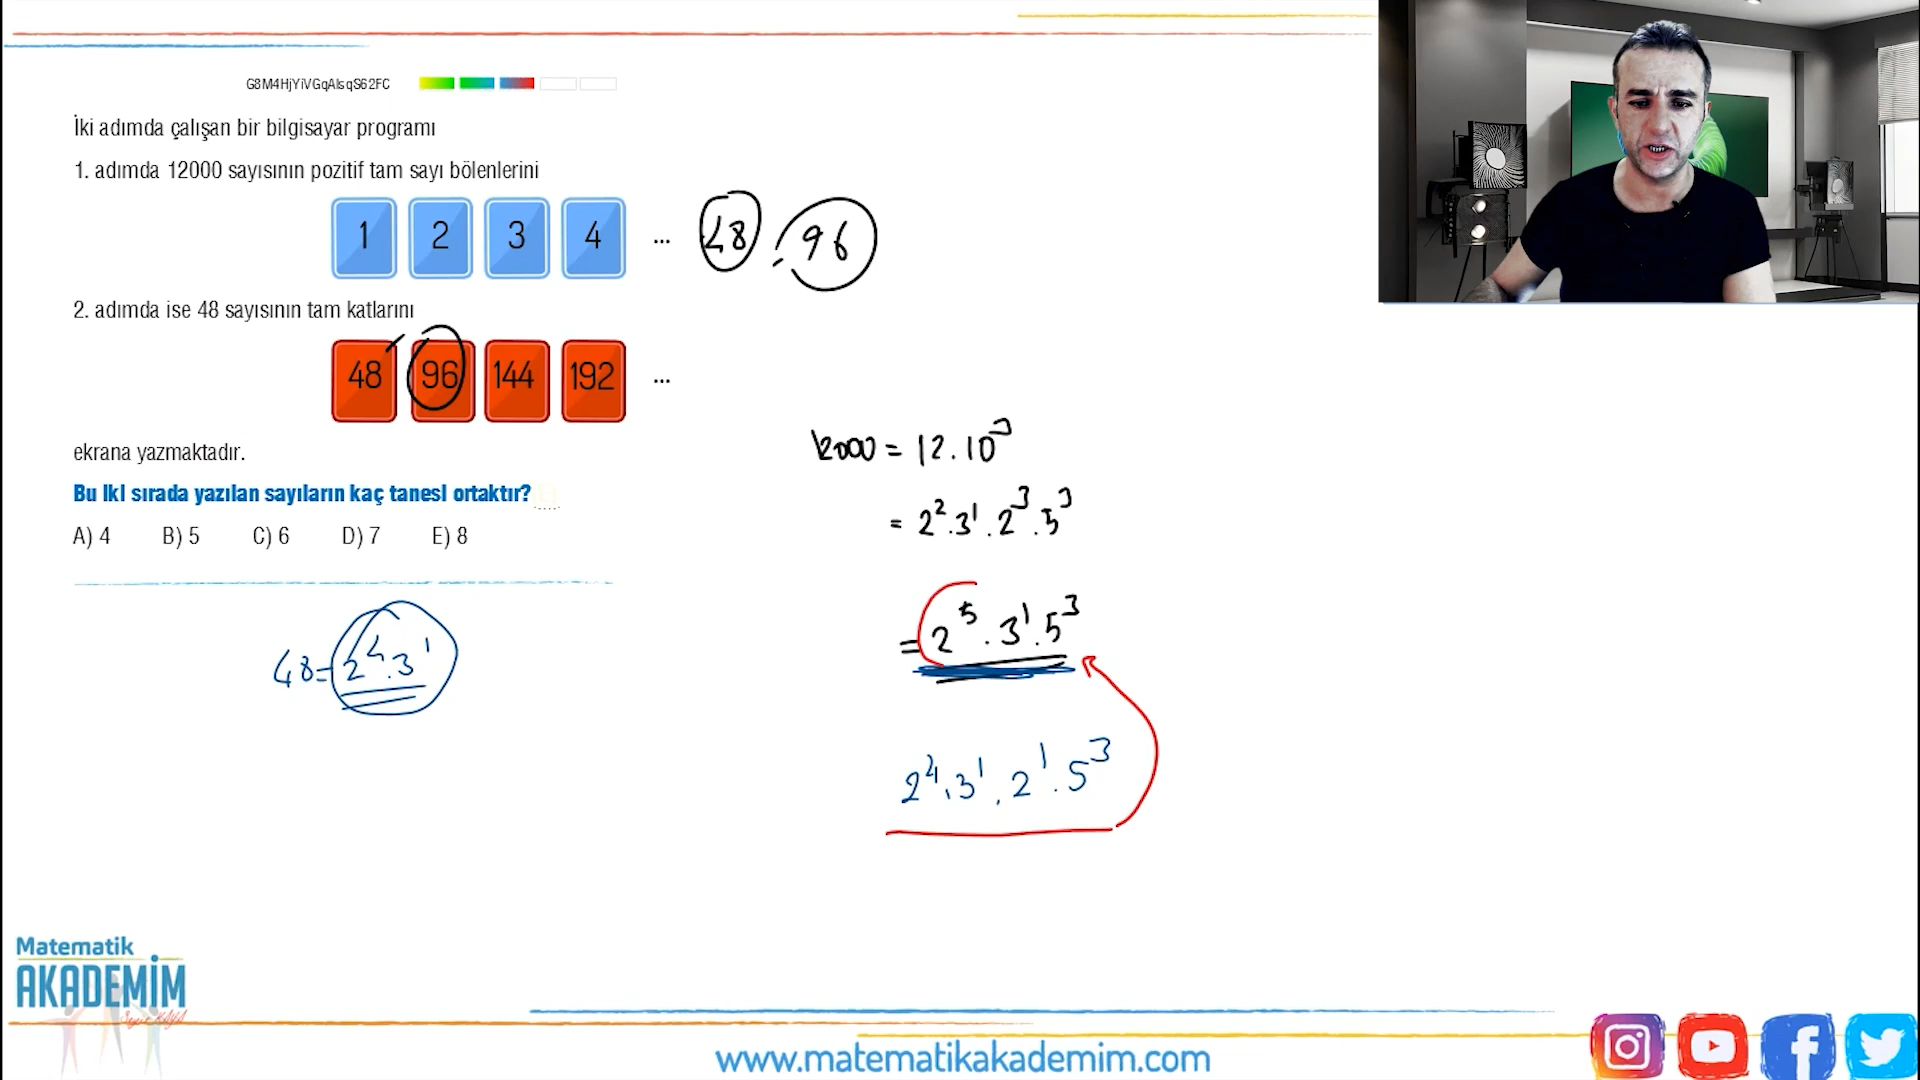 G8M4HjYiVGqAlsqS62FC
İki adımda çalışan bir bilgisayar programı
1. adımda 12000 sayısının pozitif tam sayı bölenlerini
1 2 3 4 ... 48, 96
2. adımda ise 48 sayısının tam katlarını
48 96 144 192 ...
ekrana yazmaktadır.
Bu iki sırada yazılan sayıların kaç tanesi ortaktır?
A) 4 B) 5 C) 6 D) 7 E) 8
12000 = 12.10³
= 2².3¹.2³.5³
= 2⁵.3¹.5³
48=2⁴.3¹
2⁴.3¹.2¹.5³
Matematik
AKADEMİM
www.matematikakademim.com